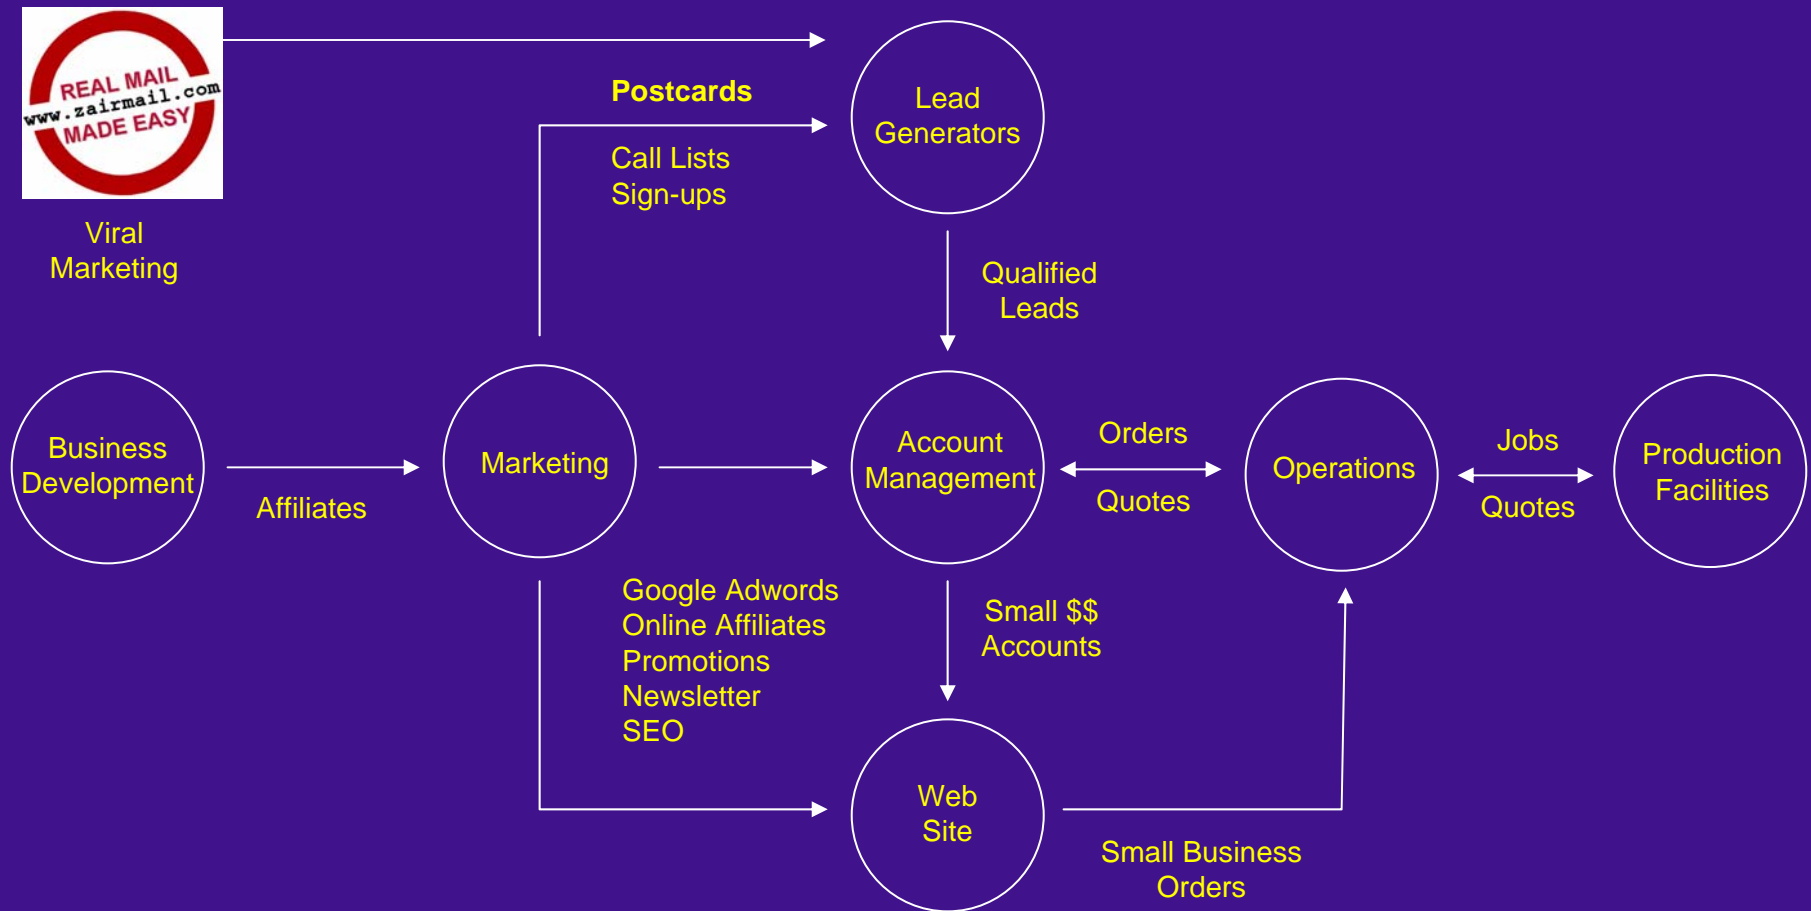 REAL MAIL
www.zairmail.com
MADE EASY
Viral
Marketing
Postcards
Call Lists
Sign-ups
Lead
Generators
Qualified
Leads
Business
Development
Affiliates
Marketing
Account
Management
Orders
Quotes
Operations
Jobs
Quotes
Production
Facilities
Google Adwords
Online Affiliates
Promotions
Newsletter
SEO
Small $$
Accounts
Web
Site
Small Business
Orders